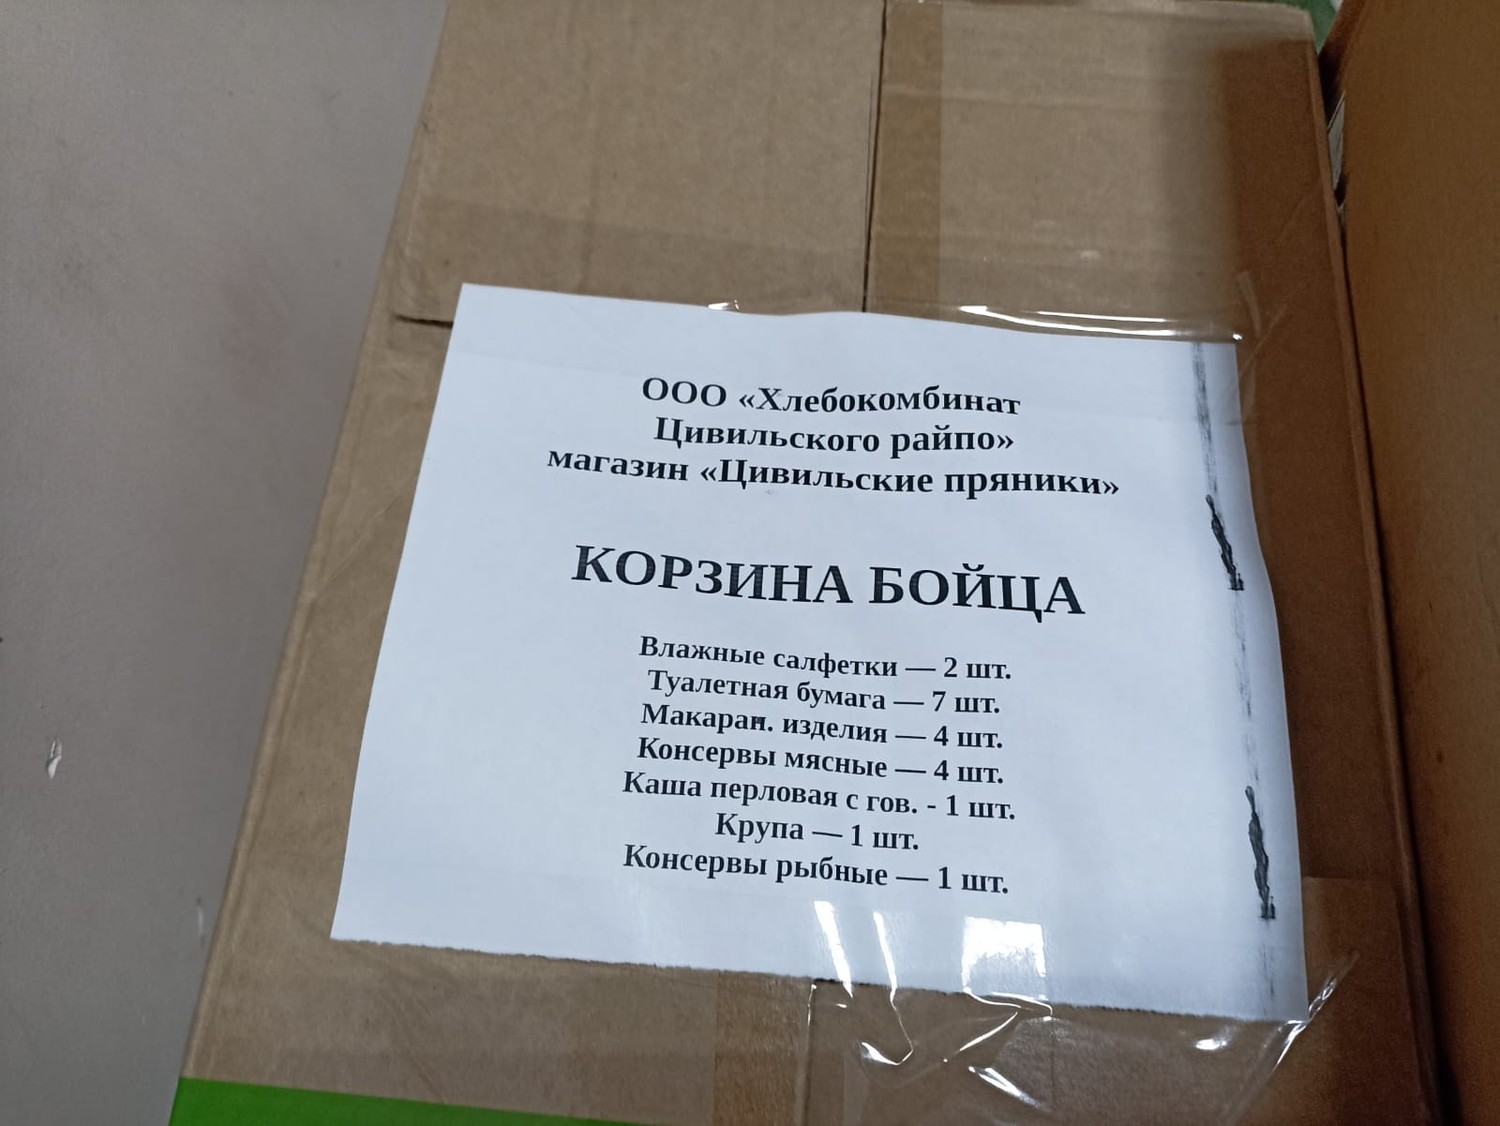 ООО «Хлебокомбинат
Цивильского райпо»
магазин «Цивильские пряники»
КОРЗИНА БОЙЦА
Влажные салфетки — 2 шт.
Туалетная бумага — 7 шт.
Макаран. изделия — 4 шт.
Консервы мясные — 4 шт.
Каша перловая с гов. - 1 шт.
Крупа — 1 шт.
Консервы рыбные — 1 шт.